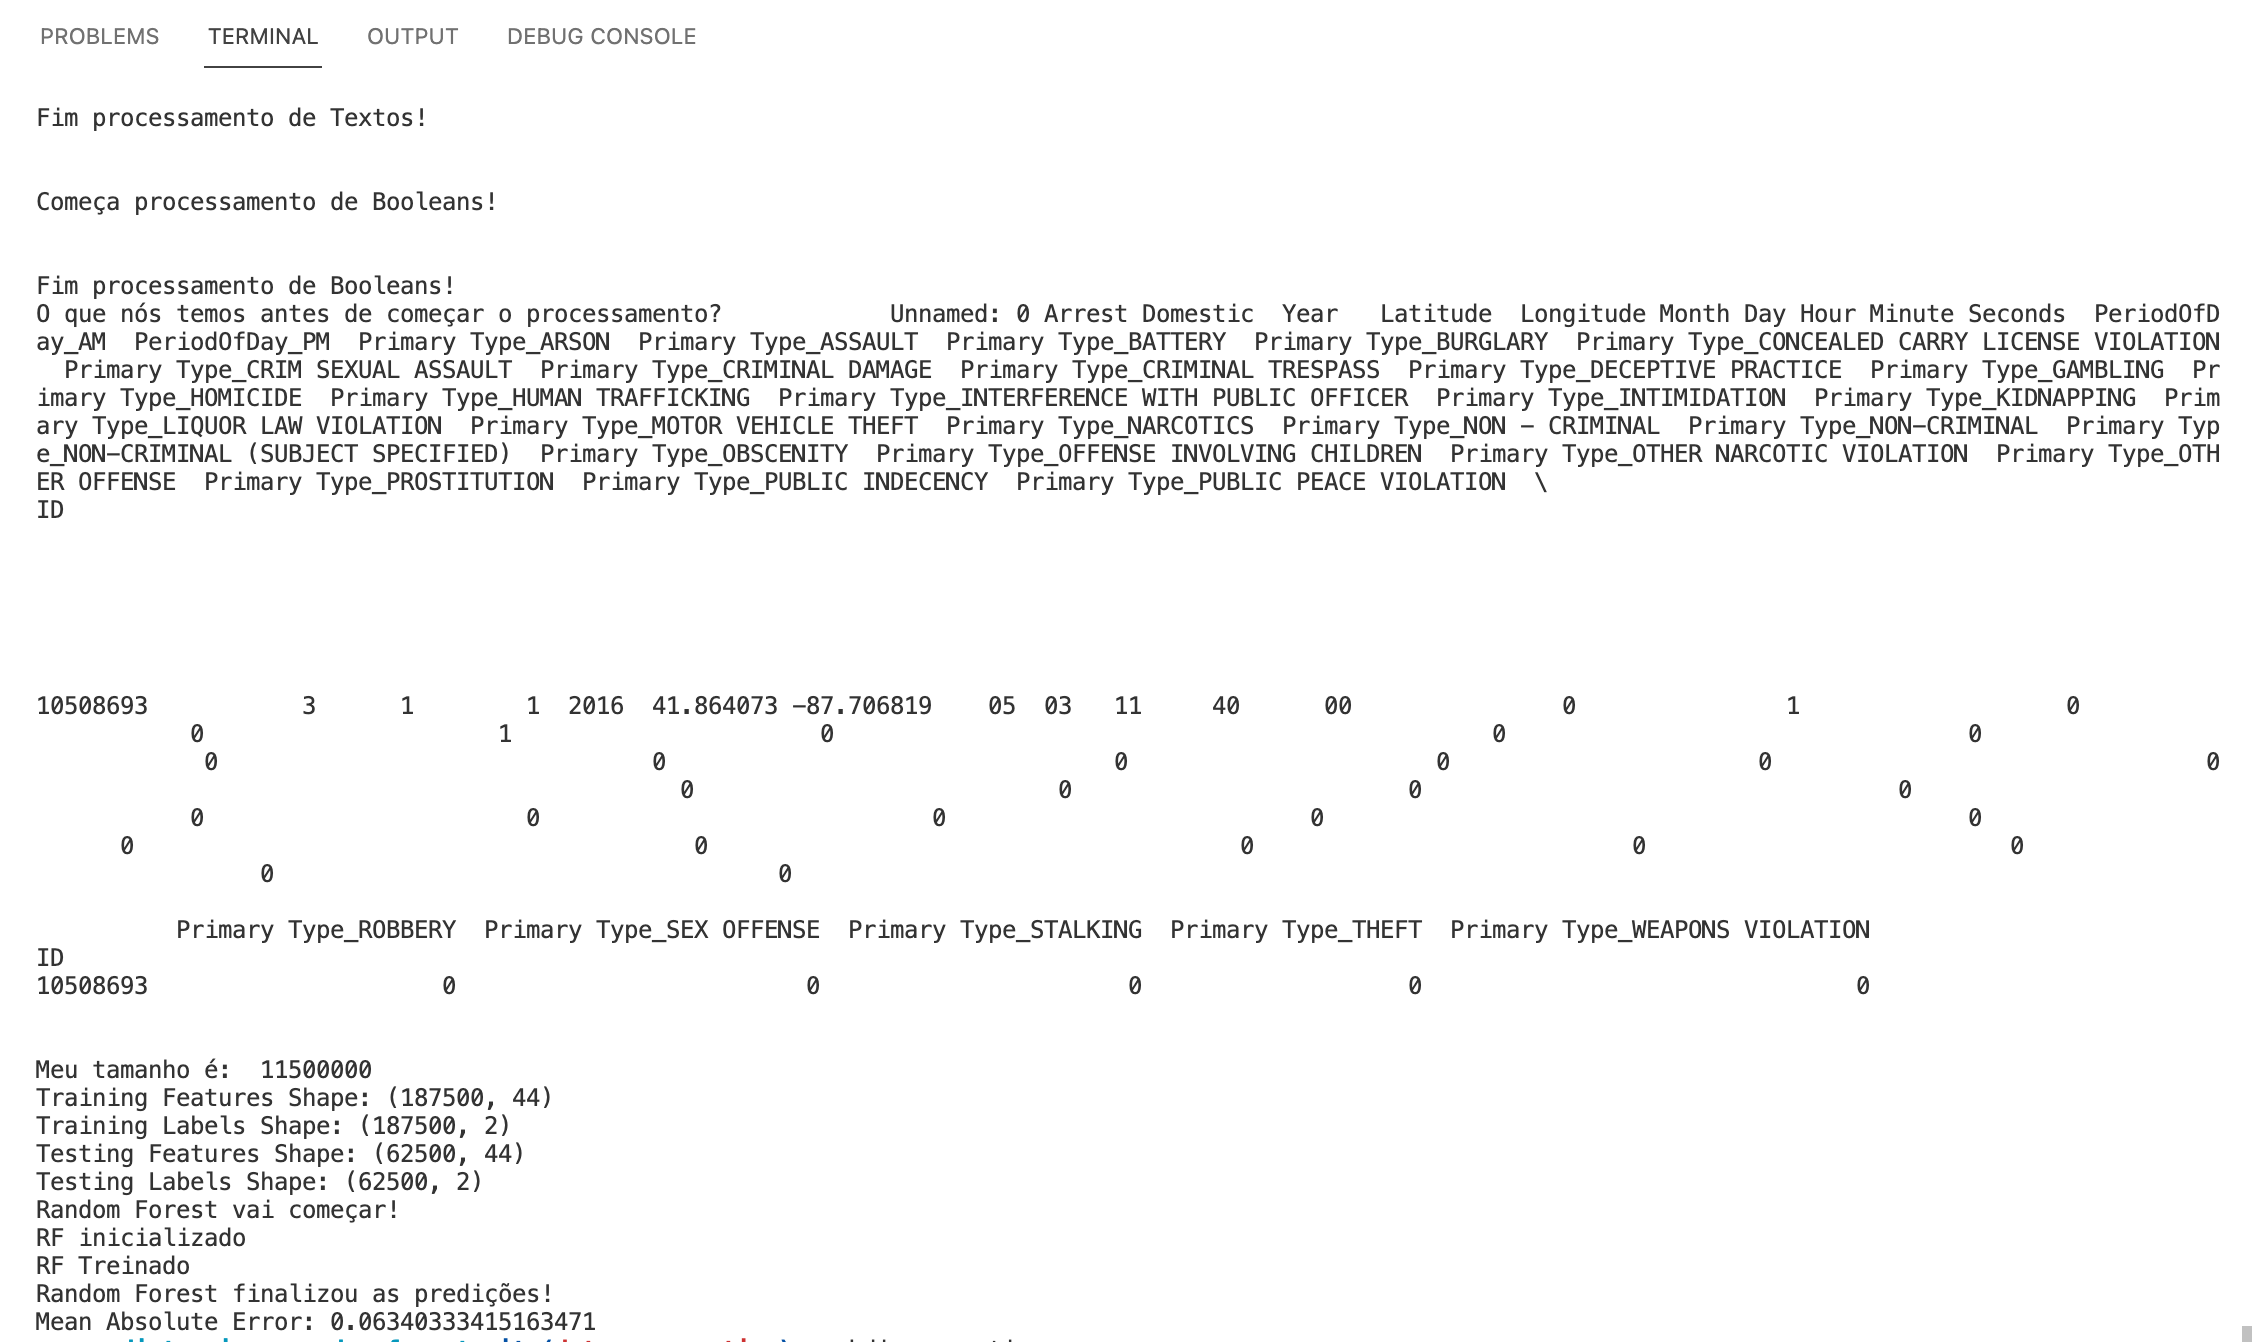 PROBLEMS TERMINAL OUTPUT DEBUG CONSOLE
Fim processamento de Textos!
Começa processamento de Booleans!
Fim processamento de Booleans!
O que nós temos antes de começar o processamento? Unnamed: 0 Arrest Domestic Year Latitude Longitude Month Day Hour Minute Seconds PeriodOfD
ay_AM PeriodOfDay_PM Primary Type_ARSON Primary Type_ASSAULT Primary Type_BATTERY Primary Type_BURGLARY Primary Type_CONCEALED CARRY LICENSE VIOLATION
Primary Type_CRIM SEXUAL ASSAULT Primary Type_CRIMINAL DAMAGE Primary Type_CRIMINAL TRESPASS Primary Type_DECEPTIVE PRACTICE Primary Type_GAMBLING Pr
imary Type_HOMICIDE Primary Type_HUMAN TRAFFICKING Primary Type_INTERFERENCE WITH PUBLIC OFFICER Primary Type_INTIMIDATION Primary Type_KIDNAPPING Prim
ary Type_LIQUOR LAW VIOLATION Primary Type_MOTOR VEHICLE THEFT Primary Type_NARCOTICS Primary Type_NON - CRIMINAL Primary Type_NON-CRIMINAL Primary Typ
e_NON-CRIMINAL (SUBJECT SPECIFIED) Primary Type_OBSCENITY Primary Type_OFFENSE INVOLVING CHILDREN Primary Type_OTHER NARCOTIC VIOLATION Primary Type_OTH
ER OFFENSE Primary Type_PROSTITUTION Primary Type_PUBLIC INDECENCY Primary Type_PUBLIC PEACE VIOLATION \
ID
10508693 3 1 1 2016 41.864073 -87.706819 05 03 11 40 00 0 1 0
0 1 0 0 0
0 0 0 0 0 0
0 0 0 0
0 0 0 0 0
0 0 0 0 0
0 0
Primary Type_ROBBERY Primary Type_SEX OFFENSE Primary Type_STALKING Primary Type_THEFT Primary Type_WEAPONS VIOLATION
ID
10508693 0 0 0 0 0
Meu tamanho é: 11500000
Training Features Shape: (187500, 44)
Training Labels Shape: (187500, 2)
Testing Features Shape: (62500, 44)
Testing Labels Shape: (62500, 2)
Random Forest vai começar!
RF inicializado
RF Treinado
Random Forest finalizou as predições!
Mean Absolute Error: 0.06340333415163471